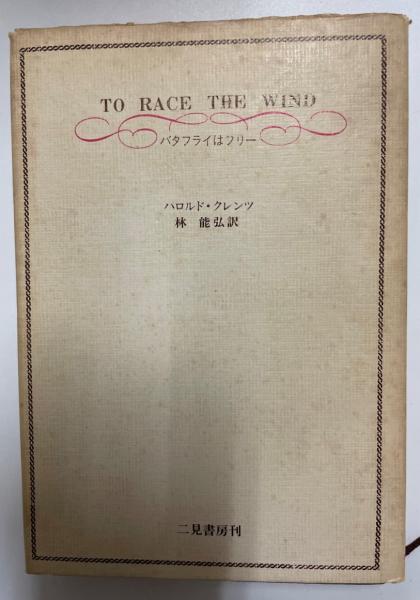 TO RACE THE WIND
バタフライはフリー
ハロルド・クレンツ
林 能弘訳
二見書房刊